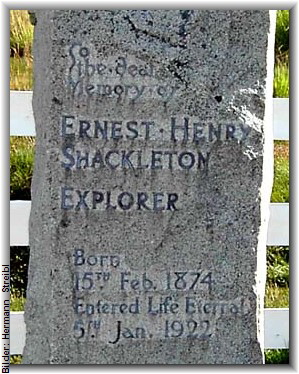 To
the dear
Memory of
ERNEST · HENRY
SHACKLETON
EXPLORER
Born
15TH Feb. 1874
Entered Life Eternal
5TH Jan. 1922
Bilder: Hermann Streibl